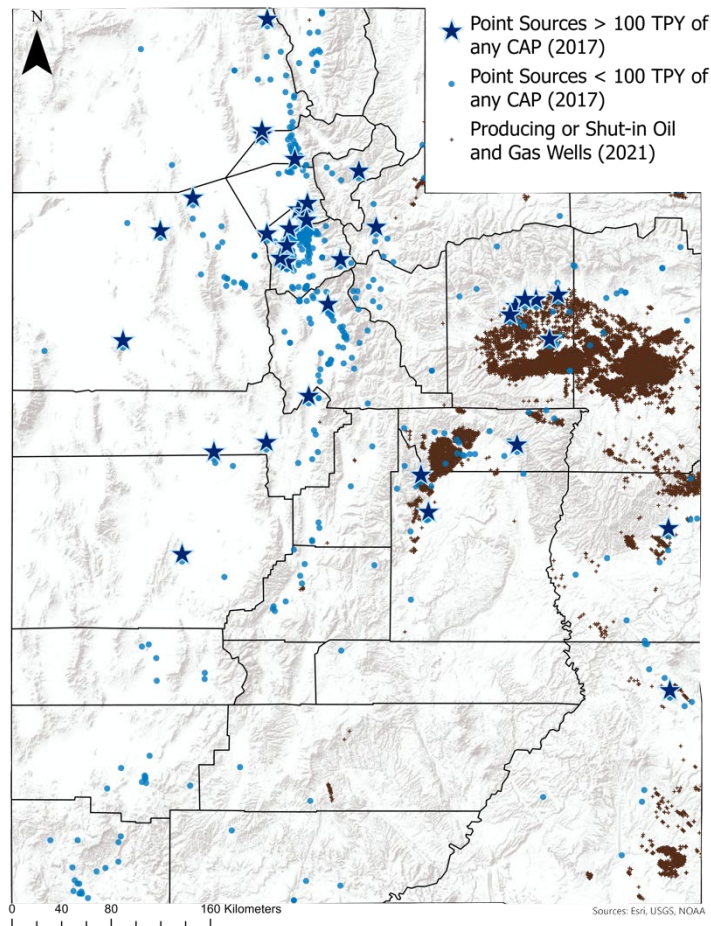 N
Point Sources > 100 TPY of
any CAP (2017)
Point Sources < 100 TPY of
any CAP (2017)
Producing or Shut-in Oil
and Gas Wells (2021)
0 40 80 160 Kilometers
Sources: Esri, USGS, NOAA